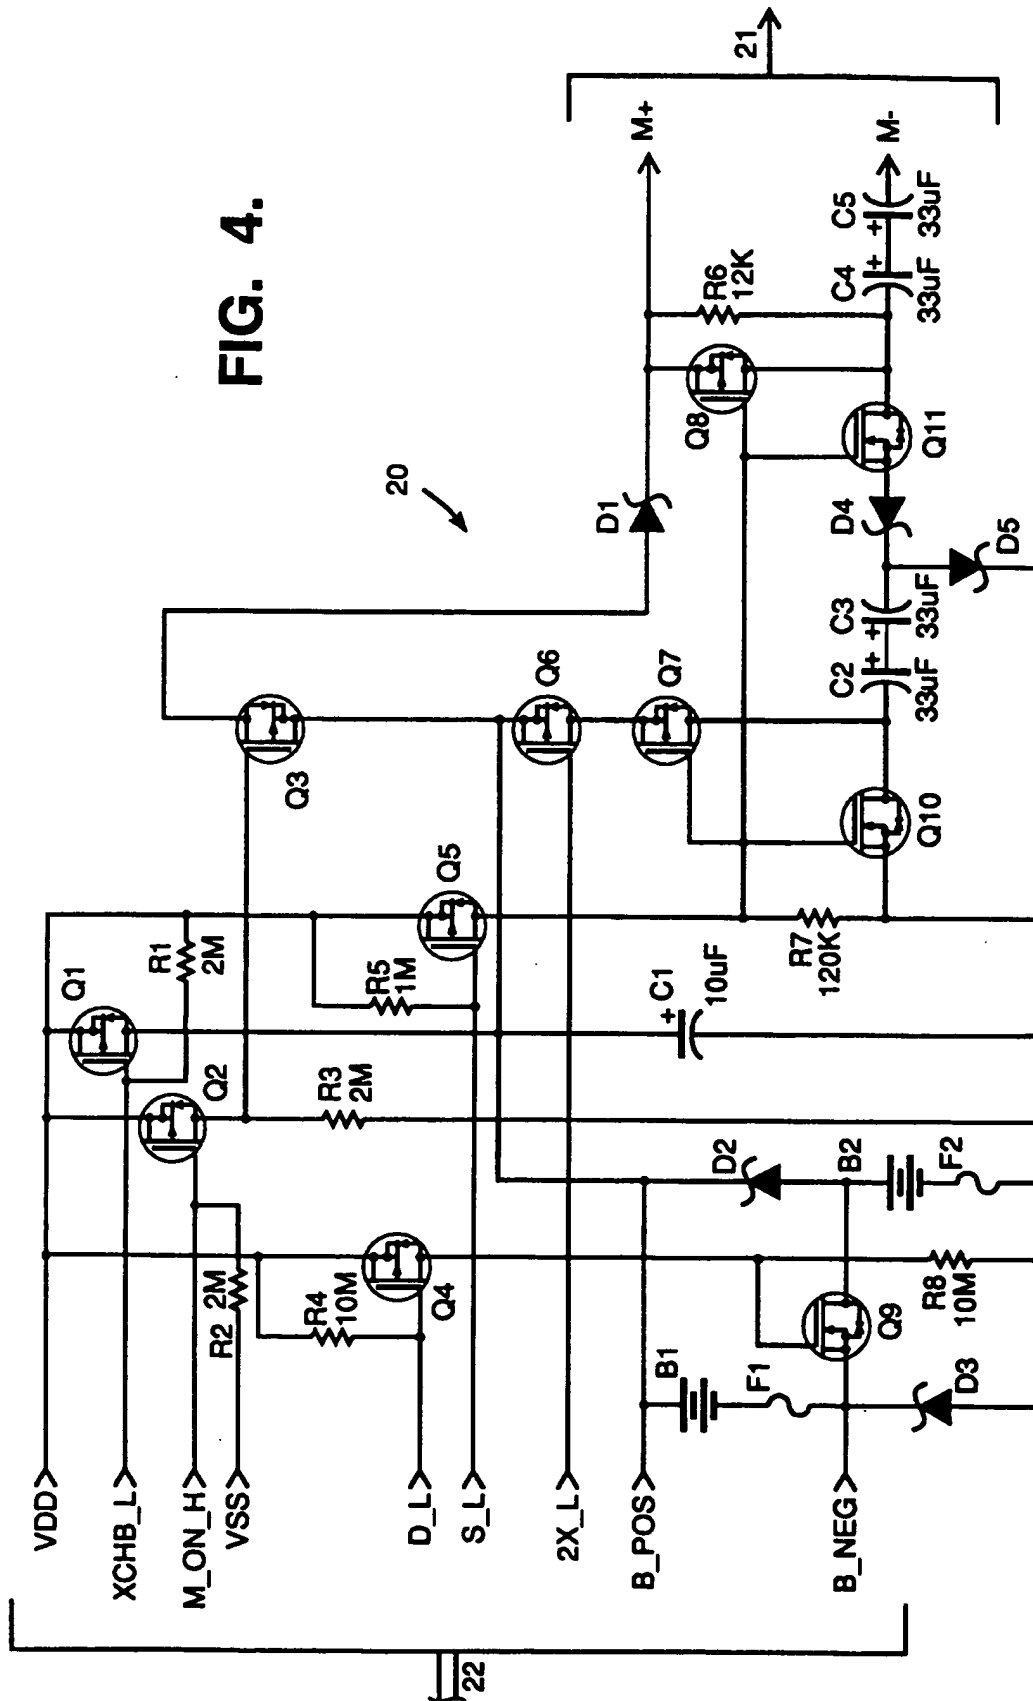 FIG. 4.
20
21
22
VDD
XCHB_L
M_ON_H
VSS
D_L
S_L
2X_L
B_POS
B_NEG
Q1
R1
2M
Q2
R2
2M
R3
2M
Q3
Q4
R4
10M
Q5
R5
1M
Q6
Q7
D1
M+
R6
12K
Q8
C1
+
10uF
R7
120K
Q10
C2
+
33uF
C3
+
33uF
D4
D5
Q11
C4
+
33uF
C5
+
33uF
M-
B1
F1
D2
B2
F2
Q9
R8
10M
D3